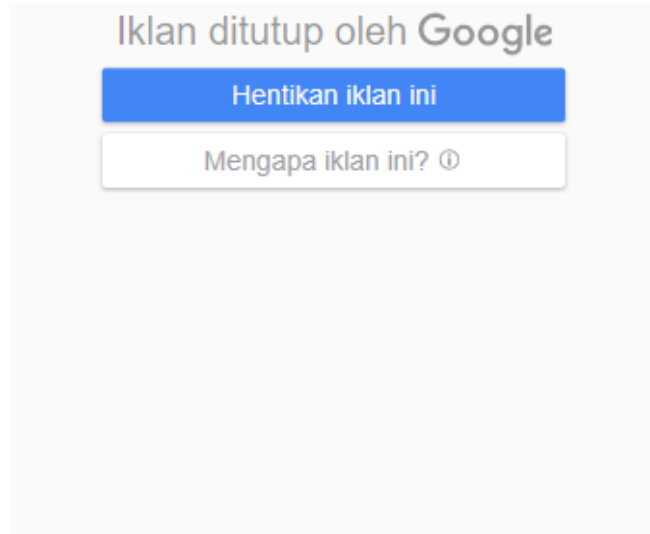 Iklan ditutup oleh Google
Hentikan iklan ini
Mengapa iklan ini? ⓘ